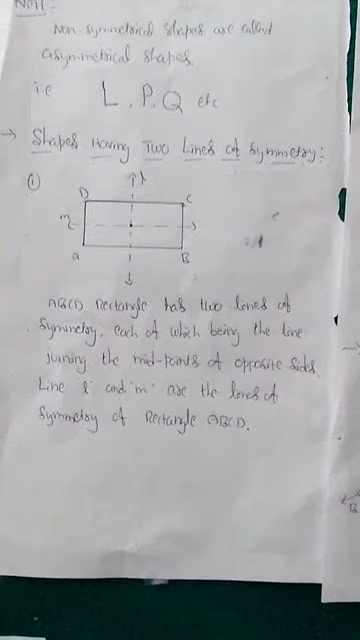 NOTE:
Non-symmetrical shapes are called
asymmetrical shapes.
i.e L, P, Q etc
→ Shapes Having Two Lines of Symmetry:
①
l
D C
m
A B
ABCD Rectangle has two lines of
Symmetry, each of which being the line
joining the mid-points of opposite sides.
Line 'l' and 'm' are the lines of
Symmetry of Rectangle ABCD.
B